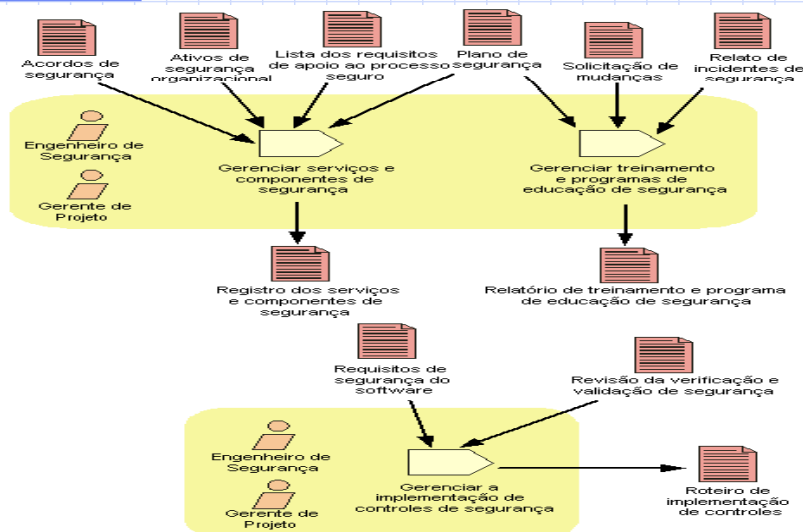 Acordos de
segurança
Ativos de
segurança
organizacional
Lista dos requisitos
de apoio ao processo
seguro
Plano de
segurança
Solicitação de
mudanças
Relato de
incidentes de
segurança
Engenheiro de
Segurança
Gerente de
Projeto
Gerenciar serviços e
componentes de
segurança
Gerenciar treinamento
e programas de
educação de segurança
Registro dos serviços
e componentes de
segurança
Relatório de treinamento e programa
de educação de segurança
Requisitos de
segurança do
software
Revisão da verificação e
validação de segurança
Engenheiro de
Segurança
Gerente de
Projeto
Gerenciar a
implementação de
controles de segurança
Roteiro de
implementação
de controles